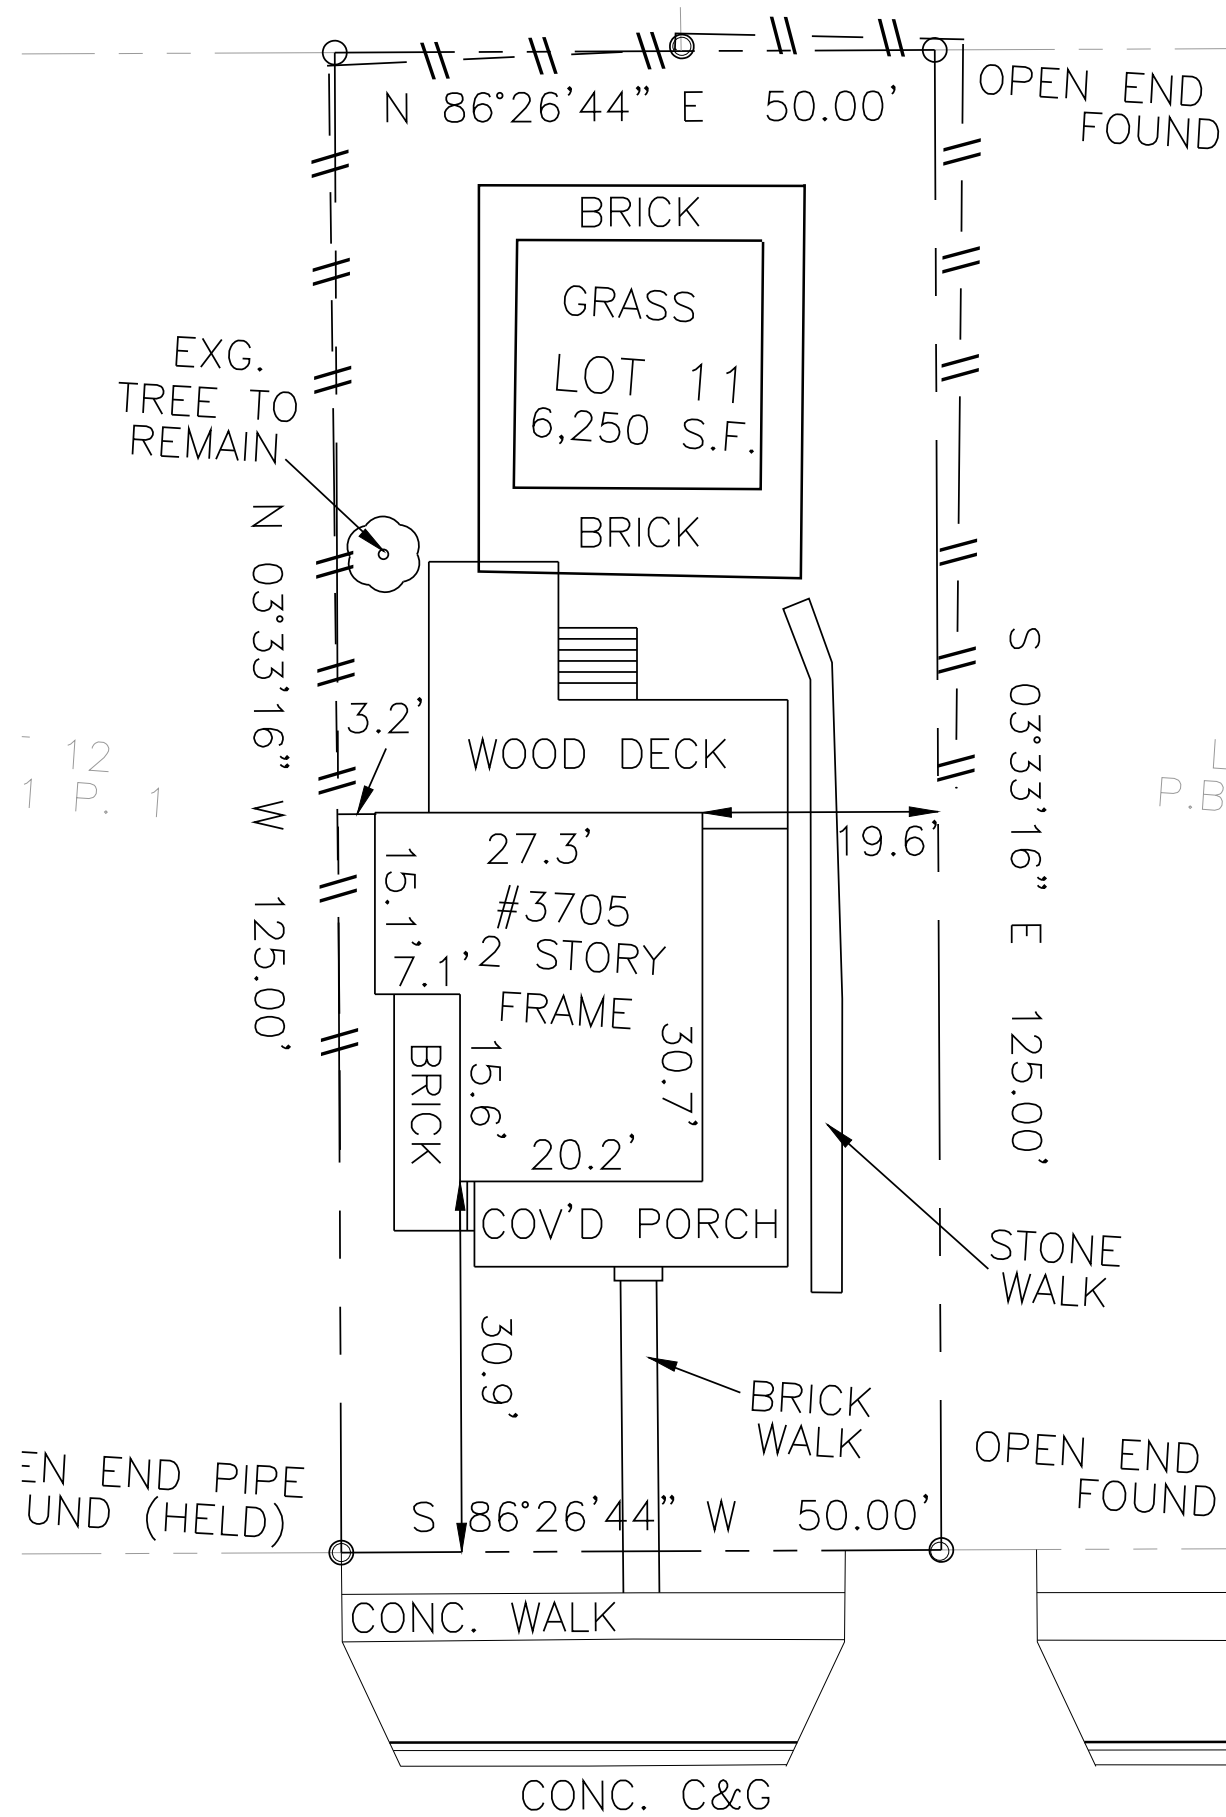 N 86°26'44" E 50.00'
OPEN END
FOUND
BRICK
GRASS
LOT 11
6,250 S.F.
BRICK
EXG.
TREE TO
REMAIN
N 03°33'16" W 125.00'
S 03°33'16" E 125.00'
12
1 P. 1
P.B
3.2'
WOOD DECK
19.6'
27.3'
15.1'
#3705
2 STORY
FRAME
7.1'
BRICK
15.6'
30.7'
20.2'
COV'D PORCH
STONE
WALK
30.9'
BRICK
WALK
EN END PIPE
UND (HELD)
OPEN END
FOUND
S 86°26'44" W 50.00'
CONC. WALK
CONC. C&G